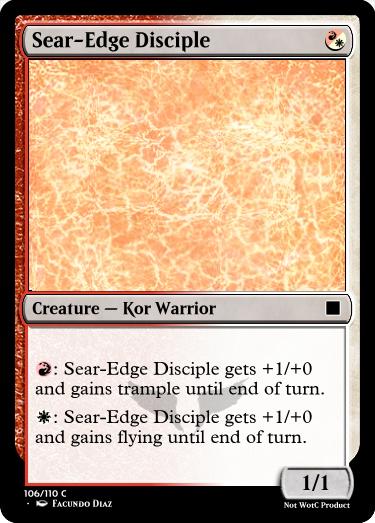 Sear-Edge Disciple
Creature — Kor Warrior
: Sear-Edge Disciple gets +1/+0
and gains trample until end of turn.
: Sear-Edge Disciple gets +1/+0
and gains flying until end of turn.
1/1
106/110 C
· Facundo Diaz
Not WotC Product